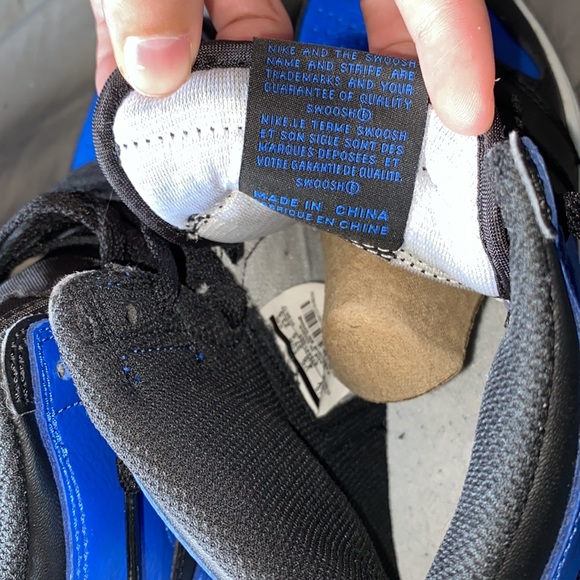 NIKE AND THE SWOOSH
NAME AND STRIPE ARE
TRADEMARKS AND YOUR
GUARANTEE OF QUALITY
SWOOSH®
NIKE.LE TERME SWOOSH
ET SON SIGLE SONT DES
MARQUES DEPOSEES ET
VOTRE GARANTIE DE QUALITE.
SWOOSH®
MADE IN CHINA
FABRIQUE EN CHINE